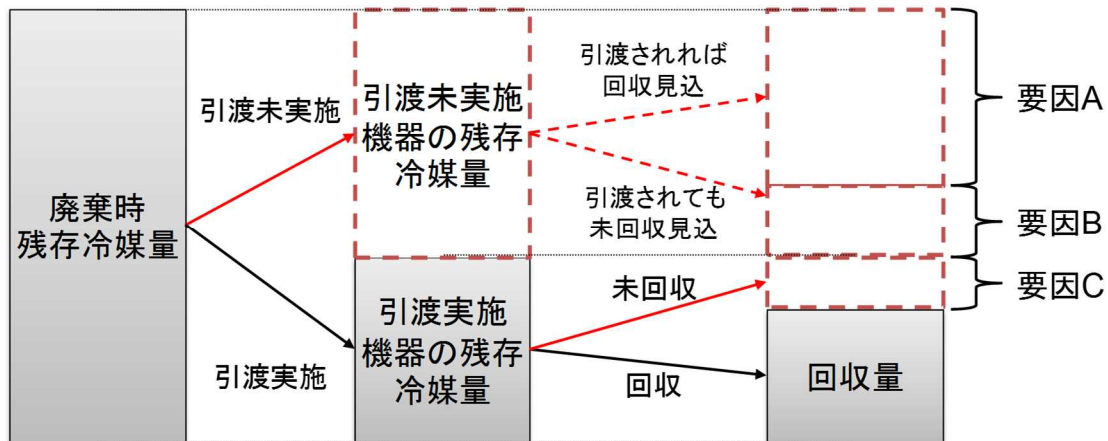 廃棄時
残存冷媒量
引渡未実施
引渡実施
引渡未実施
機器の残存
冷媒量
引渡実施
機器の残存
冷媒量
引渡されれば
回収見込
引渡されても
未回収見込
未回収
回収
回収量
要因A
要因B
要因C